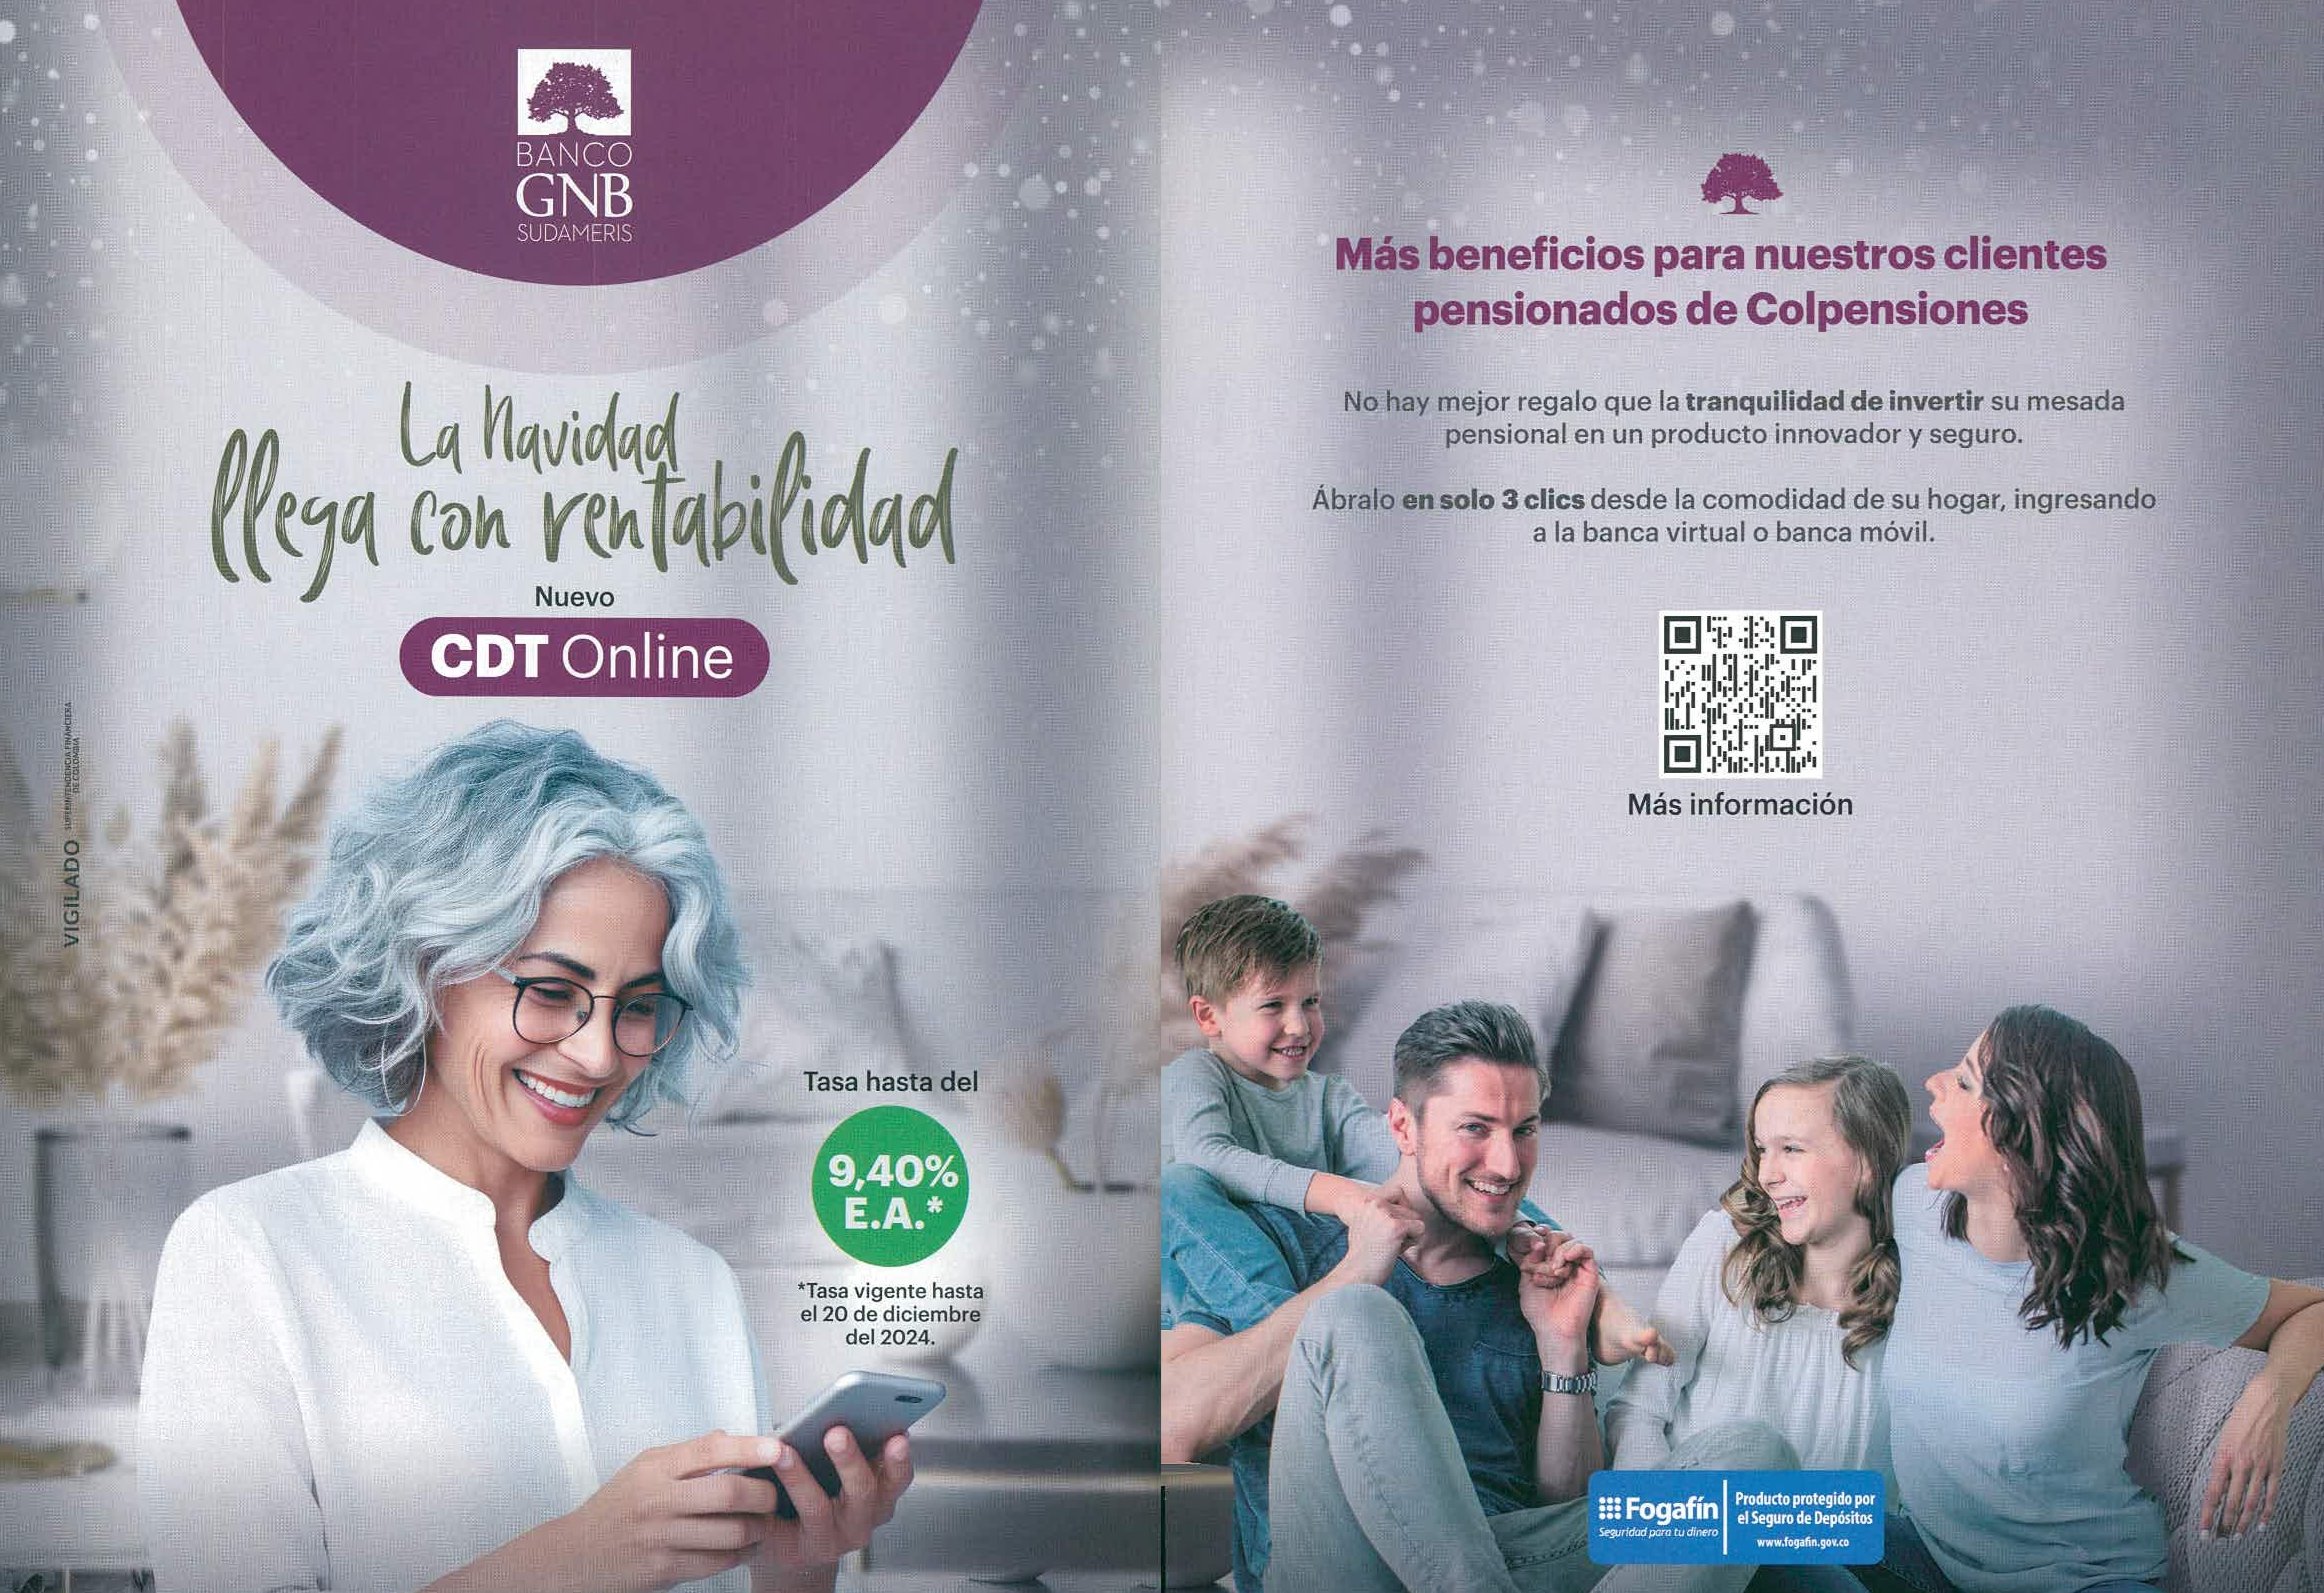 BANCO
GNB
SUDAMERIS
La Navidad
llega con rentabilidad
Nuevo
CDT Online
VIGILADO SUPERINTENDENCIA FINANCIERA
DE COLOMBIA
Tasa hasta del
9,40%
E.A.*
*Tasa vigente hasta
el 20 de diciembre
del 2024.
Más beneficios para nuestros clientes
pensionados de Colpensiones
No hay mejor regalo que la tranquilidad de invertir su mesada
pensional en un producto innovador y seguro.
Ábralo en solo 3 clics desde la comodidad de su hogar, ingresando
a la banca virtual o banca móvil.
Más información
Fogafín
Seguridad para tu dinero
Producto protegido por
el Seguro de Depósitos
www.fogafin.gov.co